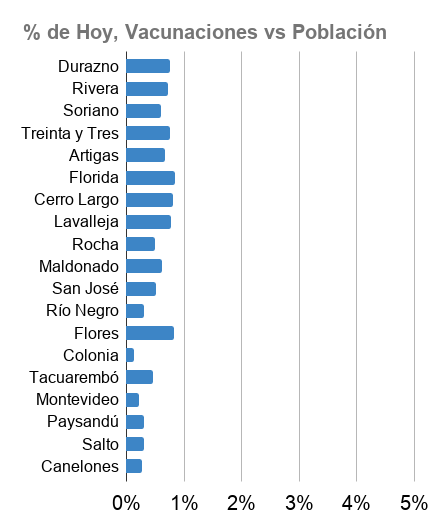 % de Hoy, Vacunaciones vs Población
Durazno
Rivera
Soriano
Treinta y Tres
Artigas
Florida
Cerro Largo
Lavalleja
Rocha
Maldonado
San José
Río Negro
Flores
Colonia
Tacuarembó
Montevideo
Paysandú
Salto
Canelones
0% 1% 2% 3% 4% 5%